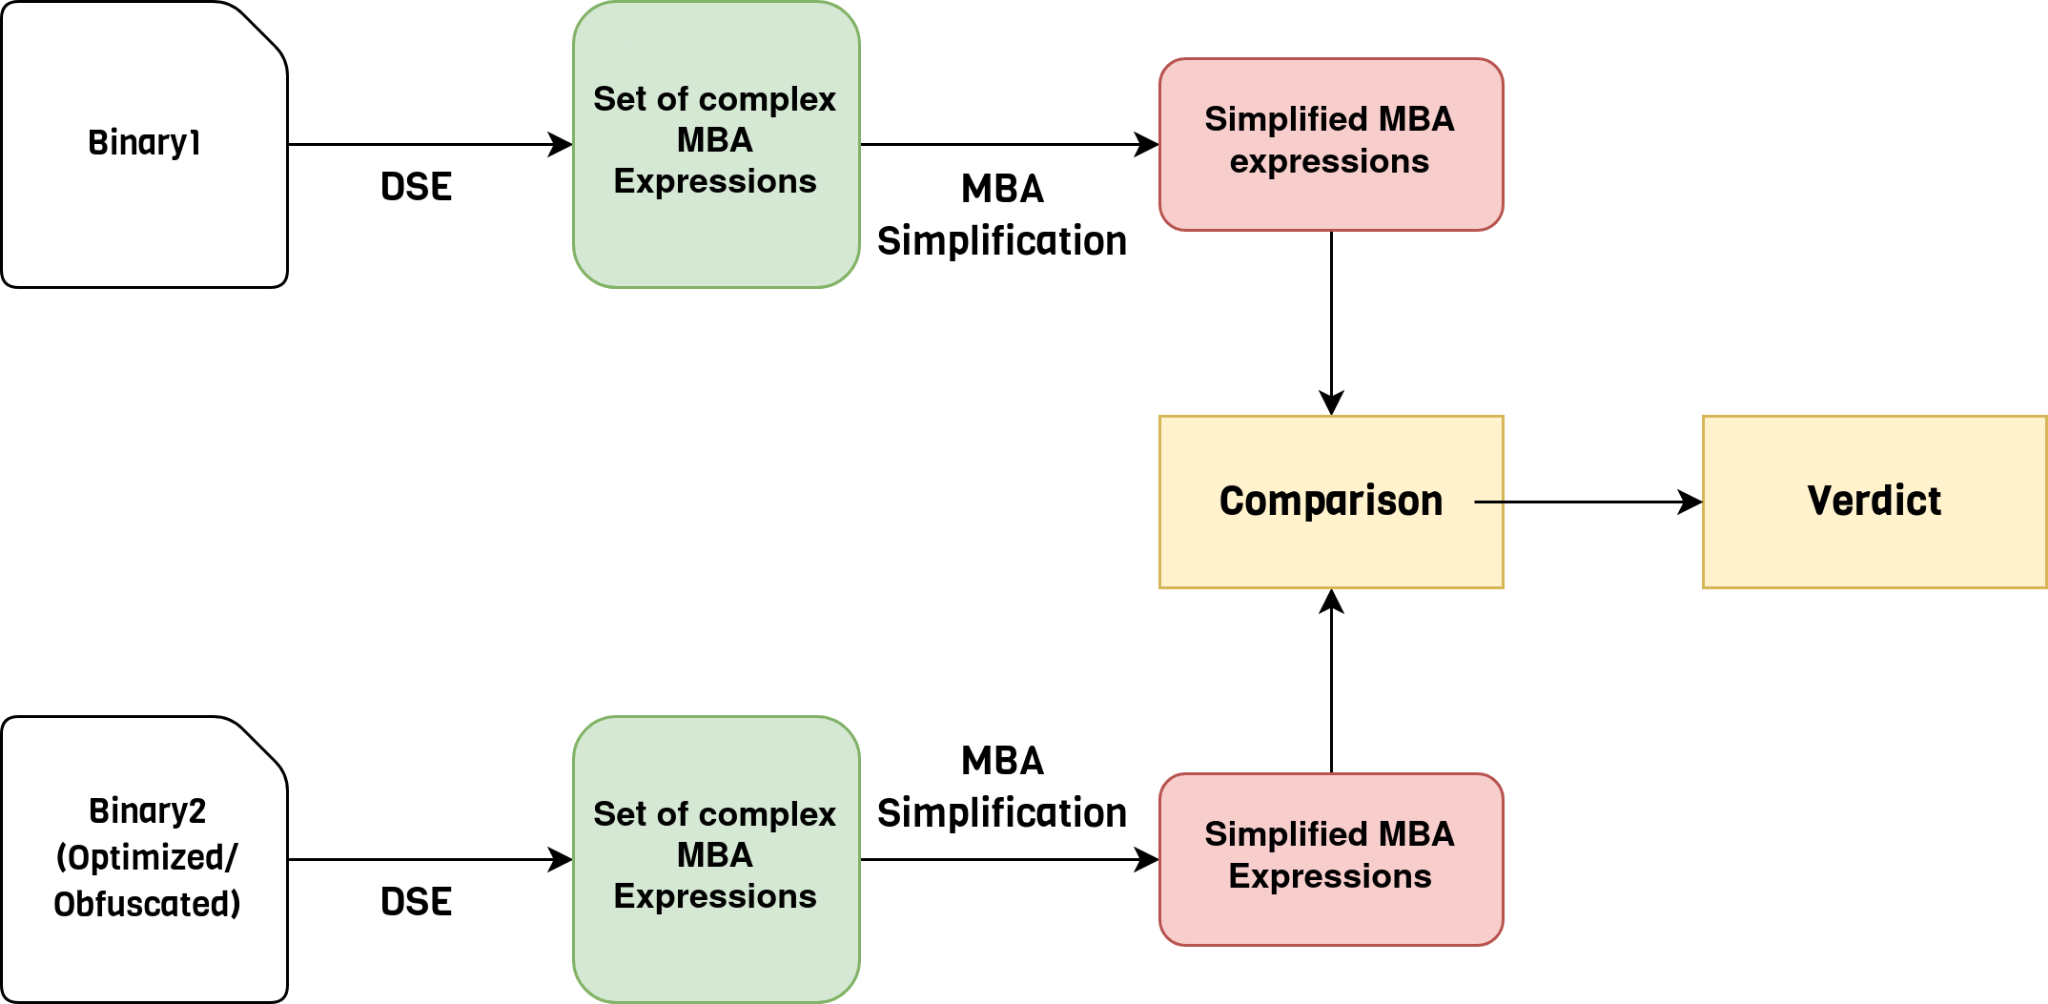 Binary1
DSE
Set of complex
MBA
Expressions
MBA
Simplification
Simplified MBA
expressions
Comparison
Verdict
Binary2
(Optimized/
Obfuscated)
DSE
Set of complex
MBA
Expressions
MBA
Simplification
Simplified MBA
Expressions